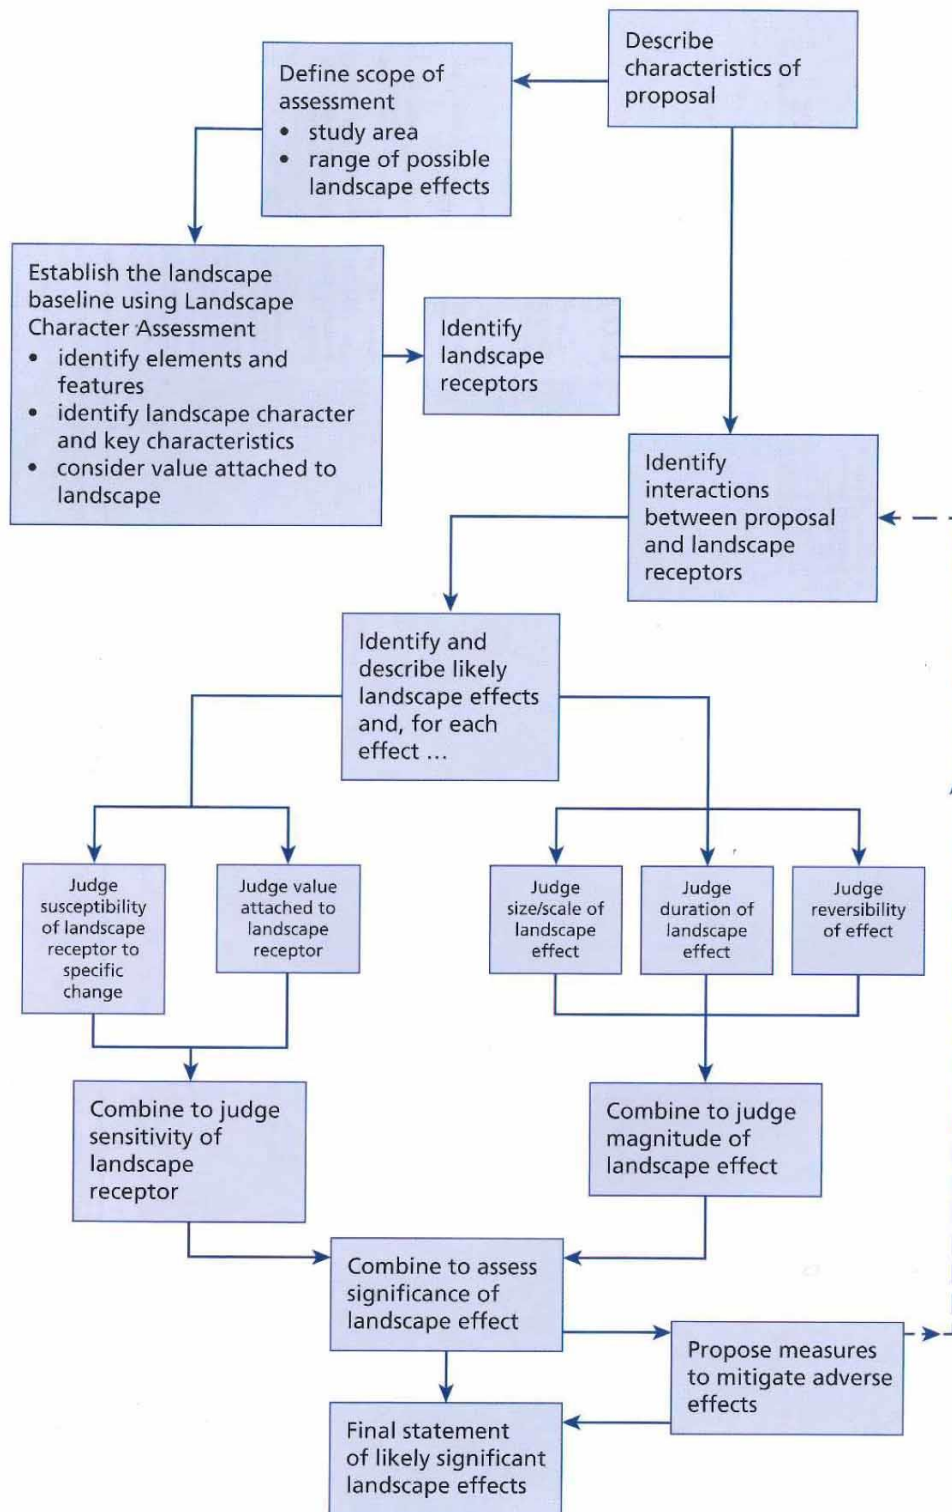 Describe
characteristics of
proposal
Define scope of
assessment
• study area
• range of possible
landscape effects
Establish the landscape
baseline using Landscape
Character Assessment
• identify elements and
features
• identify landscape character
and key characteristics
• consider value attached to
landscape
Identify
landscape
receptors
Identify
interactions
between proposal
and landscape
receptors
Identify and
describe likely
landscape effects
and, for each
effect ...
Judge
susceptibility
of landscape
receptor to
specific
change
Judge value
attached to
landscape
receptor
Judge
size/scale of
landscape
effect
Judge
duration of
landscape
effect
Judge
reversibility
of effect
Combine to judge
sensitivity of
landscape
receptor
Combine to judge
magnitude of
landscape effect
Combine to assess
significance of
landscape effect
Propose measures
to mitigate adverse
effects
Final statement
of likely significant
landscape effects